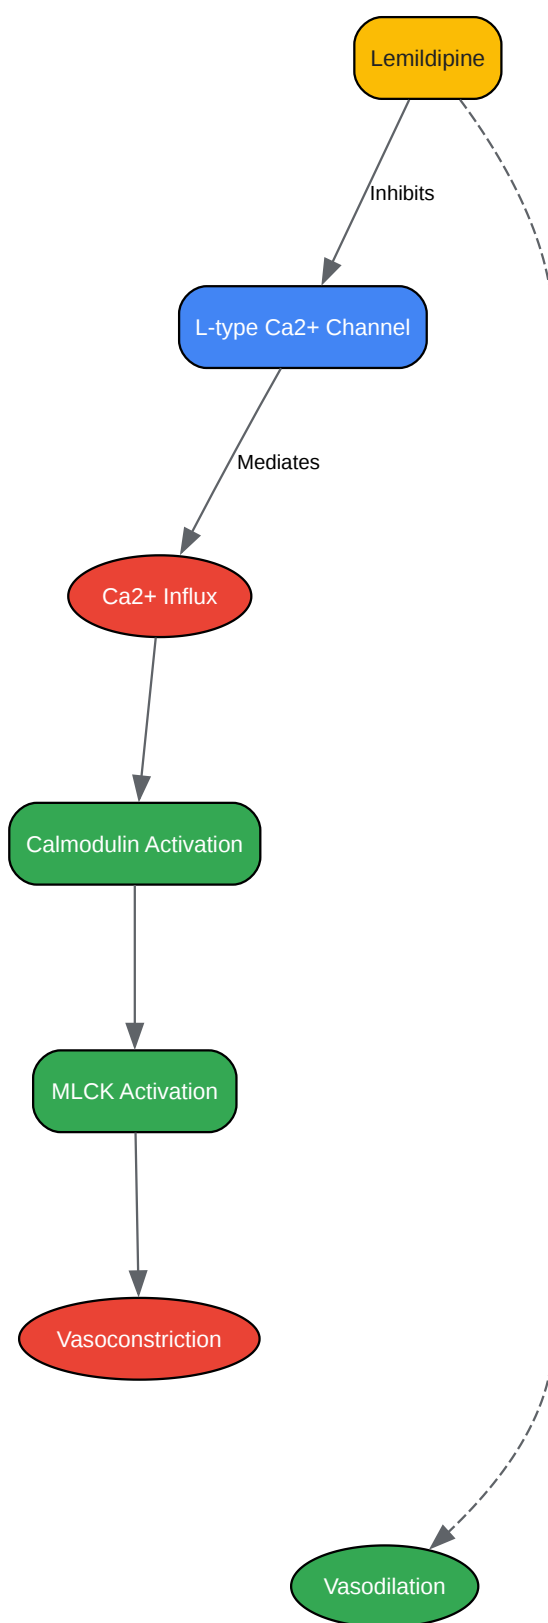 Lemildipine
Inhibits
L-type Ca2+ Channel
Mediates
Ca2+ Influx
Calmodulin Activation
MLCK Activation
Vasoconstriction
Vasodilation